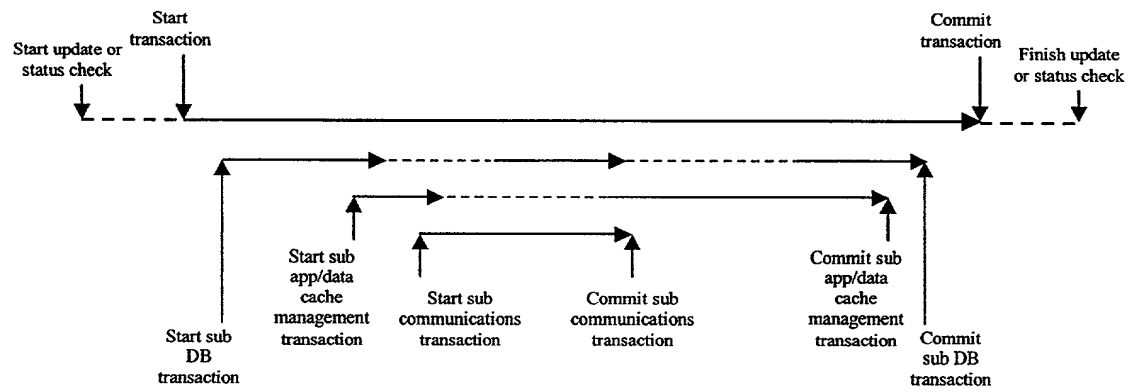 Start
transaction
Commit
transaction
Start update or
status check
Finish update
or status check
Start sub
app/data
cache
management
transaction
Start sub
communications
transaction
Commit sub
communications
transaction
Commit sub
app/data
cache
management
transaction
Start sub
DB
transaction
Commit
sub DB
transaction